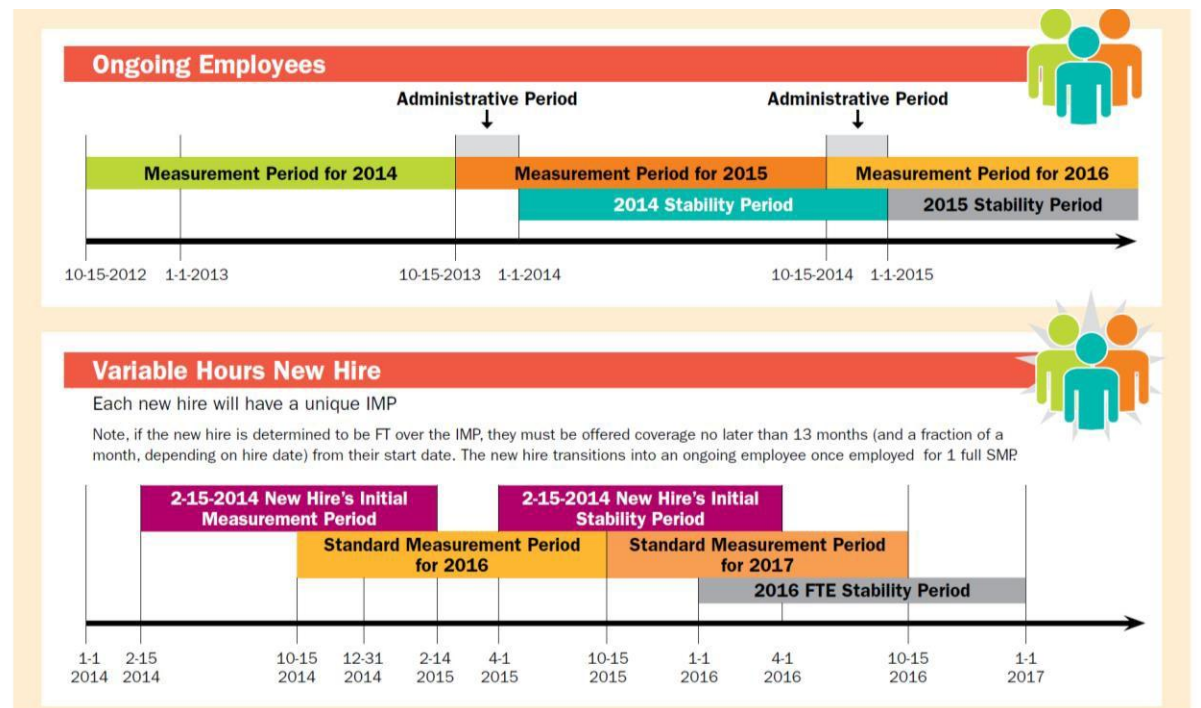 Ongoing Employees
Administrative Period Administrative Period
Measurement Period for 2014 Measurement Period for 2015 Measurement Period for 2016
2014 Stability Period 2015 Stability Period
10-15-2012 1-1-2013 10-15-2013 1-1-2014 10-15-2014 1-1-2015
Variable Hours New Hire
Each new hire will have a unique IMP
Note, if the new hire is determined to be FT over the IMP, they must be offered coverage no later than 13 months (and a fraction of a
month, depending on hire date) from their start date. The new hire transitions into an ongoing employee once employed for 1 full SMP.
2-15-2014 New Hire's Initial
Measurement Period
2-15-2014 New Hire's Initial
Stability Period
Standard Measurement Period
for 2016
Standard Measurement Period
for 2017
2016 FTE Stability Period
1-1 2-15 10-15 12-31 2-14 4-1 10-15 1-1 4-1 10-15 1-1
2014 2014 2014 2014 2015 2015 2015 2016 2016 2016 2017